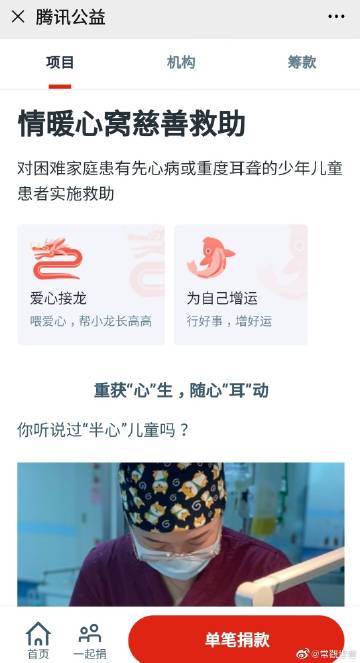 腾讯公益
项目
机构
筹款
情暖心窝慈善救助
对困难家庭患有先心病或重度耳聋的少年儿童
患者实施救助
爱心接龙
喂爱心，帮小龙长高高
为自己增运
行好事，增好运
重获“心”生，随心“耳”动
你听说过“半心”儿童吗？
首页
一起捐
单笔捐款